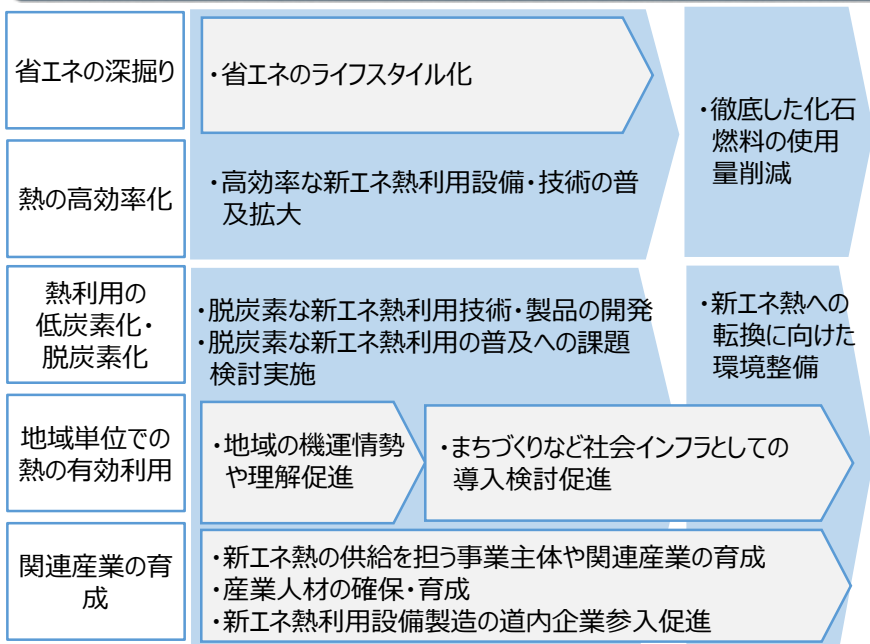 省エネの深掘り
・省エネのライフスタイル化
熱の高効率化
・高効率な新エネ熱利用設備・技術の普
及拡大
・徹底した化石
燃料の使用
量削減
熱利用の
低炭素化・
脱炭素化
・脱炭素な新エネ熱利用技術・製品の開発
・脱炭素な新エネ熱利用の普及への課題
検討実施
・新エネ熱への
転換に向けた
環境整備
地域単位での
熱の有効利用
・地域の機運情勢
や理解促進
・まちづくりなど社会インフラとしての
導入検討促進
関連産業の育
成
・新エネ熱の供給を担う事業主体や関連産業の育成
・産業人材の確保・育成
・新エネ熱利用設備製造の道内企業参入促進